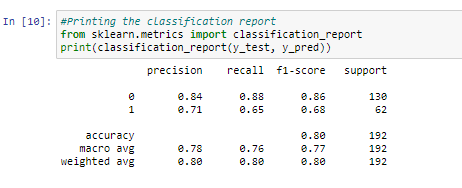 In [10]: #Printing the classification report
from sklearn.metrics import classification_report
print(classification_report(y_test, y_pred))
precision recall f1-score support
0 0.84 0.88 0.86 130
1 0.71 0.65 0.68 62
accuracy 0.80 192
macro avg 0.78 0.76 0.77 192
weighted avg 0.80 0.80 0.80 192